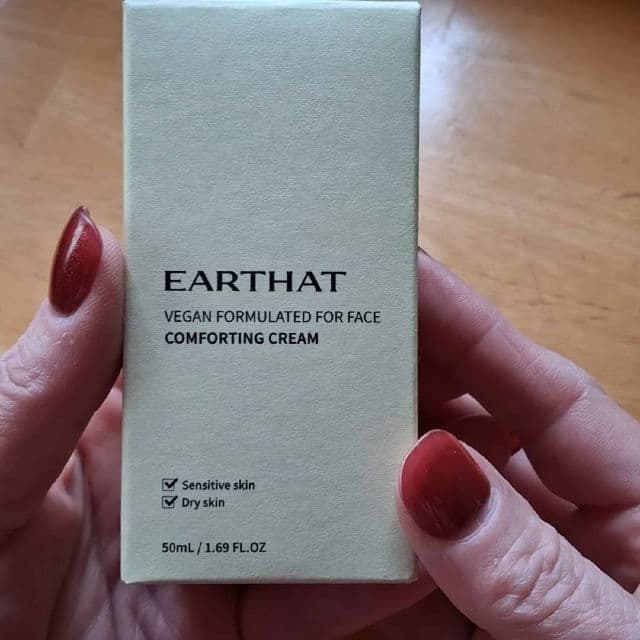 EARTHAT
VEGAN FORMULATED FOR FACE
COMFORTING CREAM
Sensitive skin
Dry skin
50mL / 1.69 FL.OZ